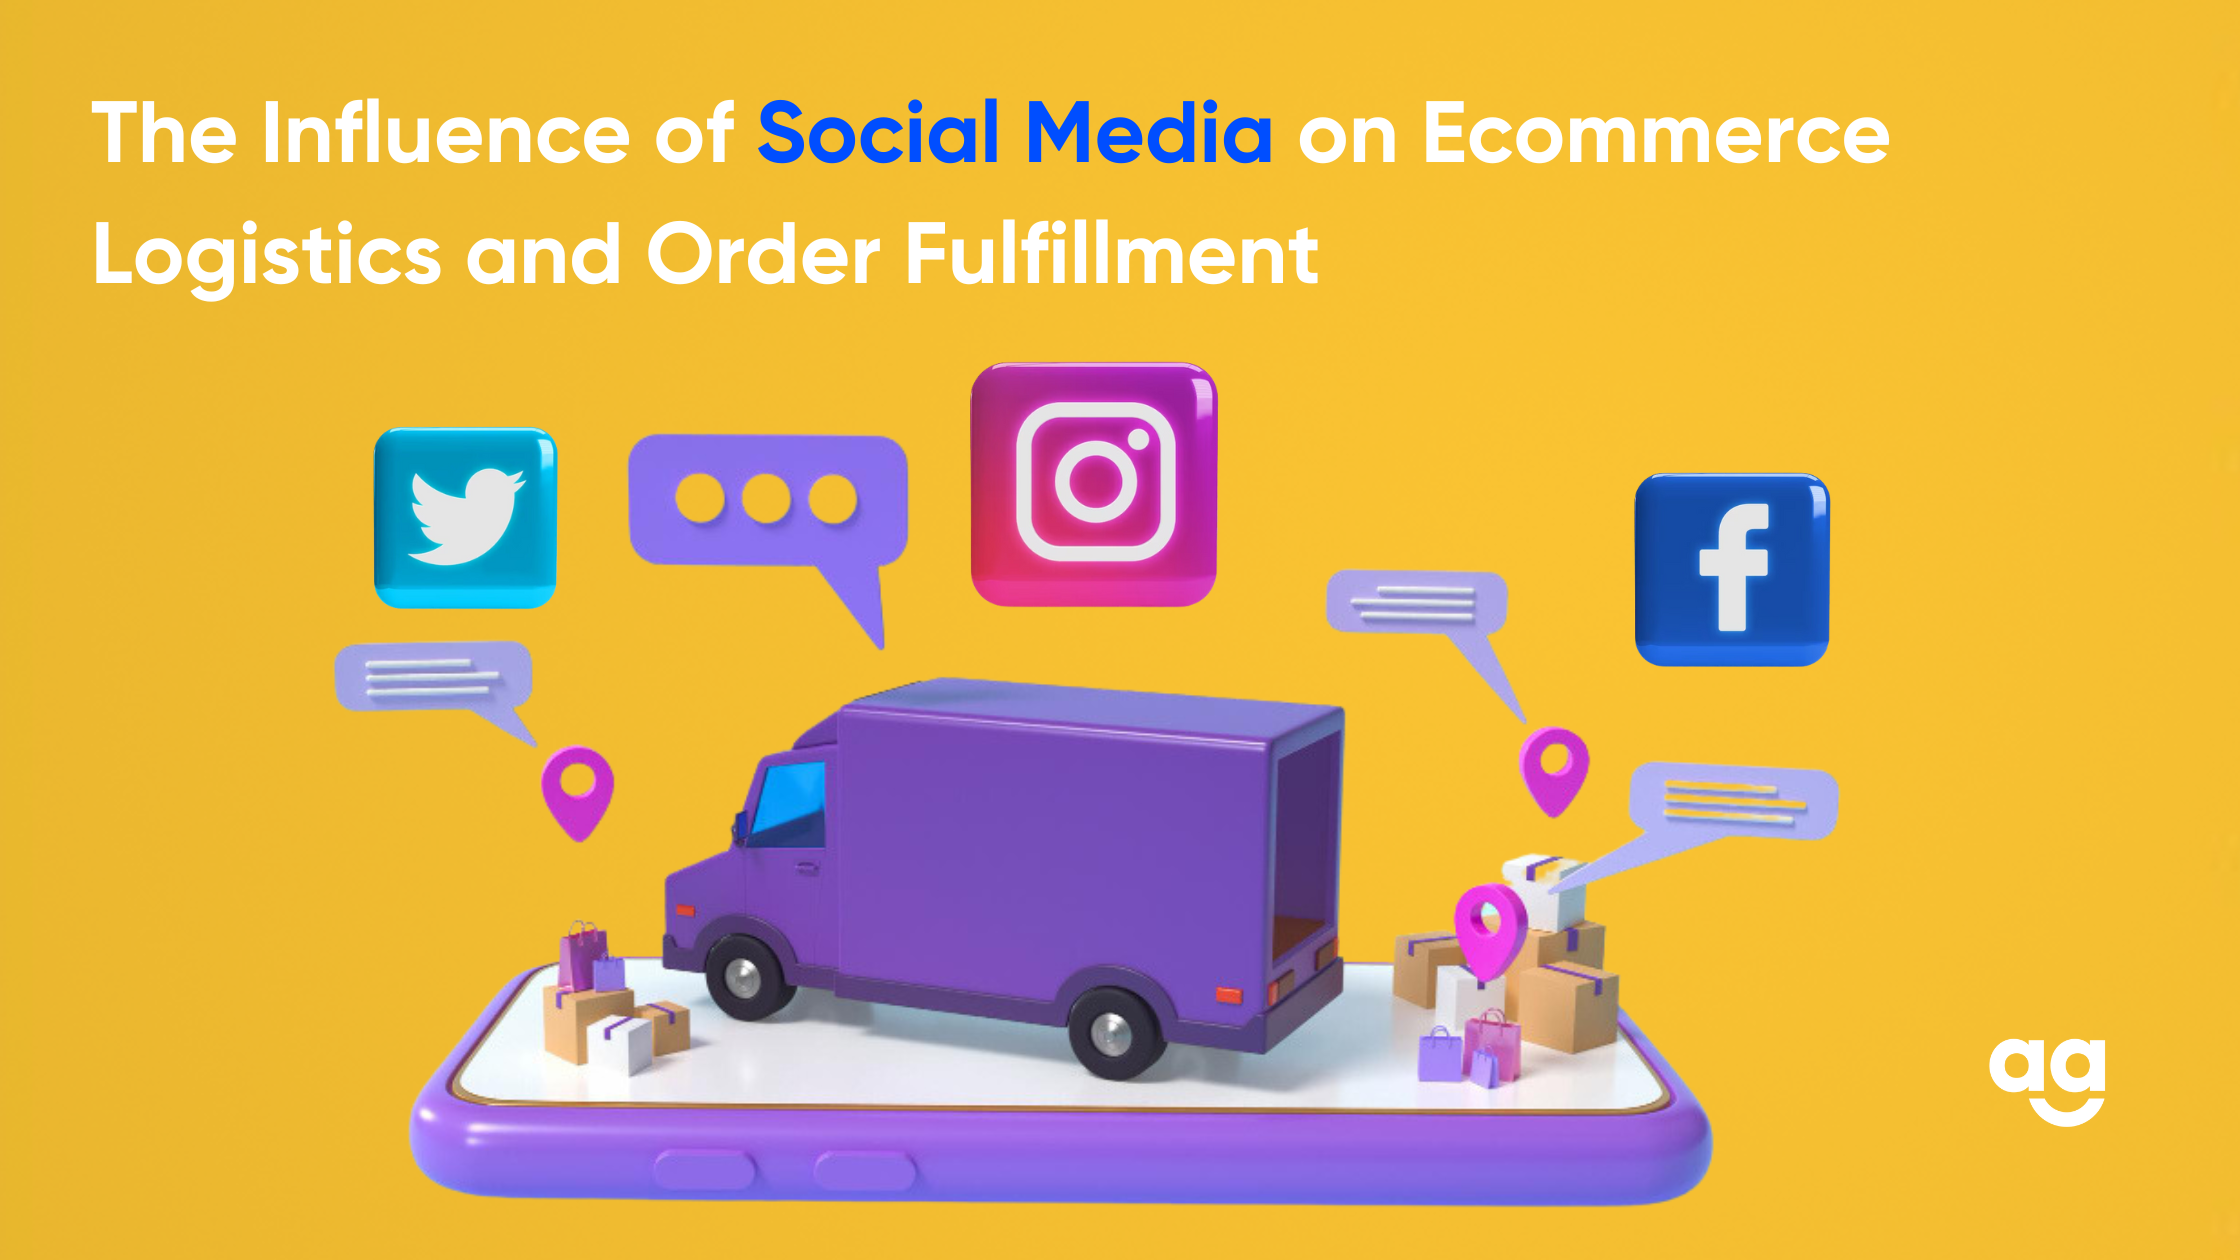 The Influence of Social Media on Ecommerce
Logistics and Order Fulfillment
ag